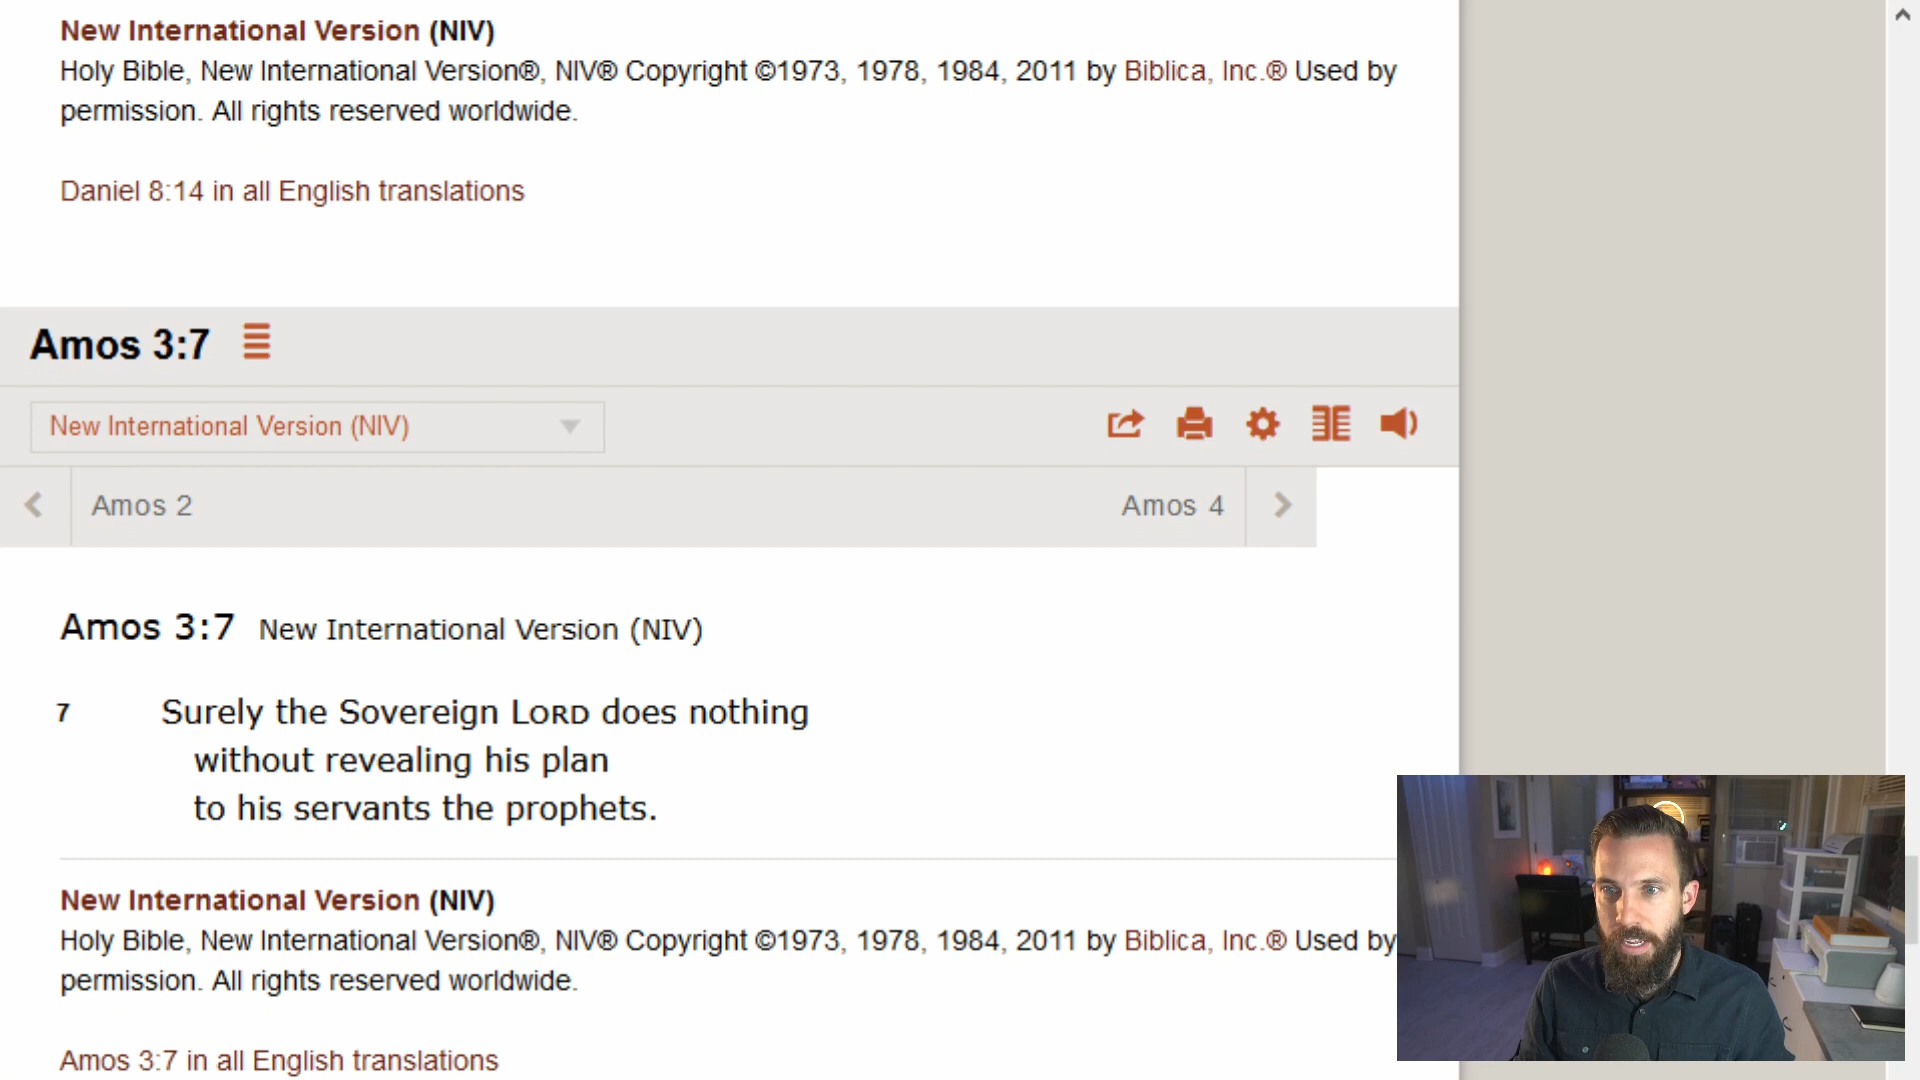 New International Version (NIV)
Holy Bible, New International Version®, NIV® Copyright ©1973, 1978, 1984, 2011 by Biblica, Inc.® Used by
permission. All rights reserved worldwide.
Daniel 8:14 in all English translations
Amos 3:7
New International Version (NIV)
Amos 2
Amos 4
Amos 3:7 New International Version (NIV)
7 Surely the Sovereign LORD does nothing
without revealing his plan
to his servants the prophets.
New International Version (NIV)
Holy Bible, New International Version®, NIV® Copyright ©1973, 1978, 1984, 2011 by Biblica, Inc.® Used by
permission. All rights reserved worldwide.
Amos 3:7 in all English translations